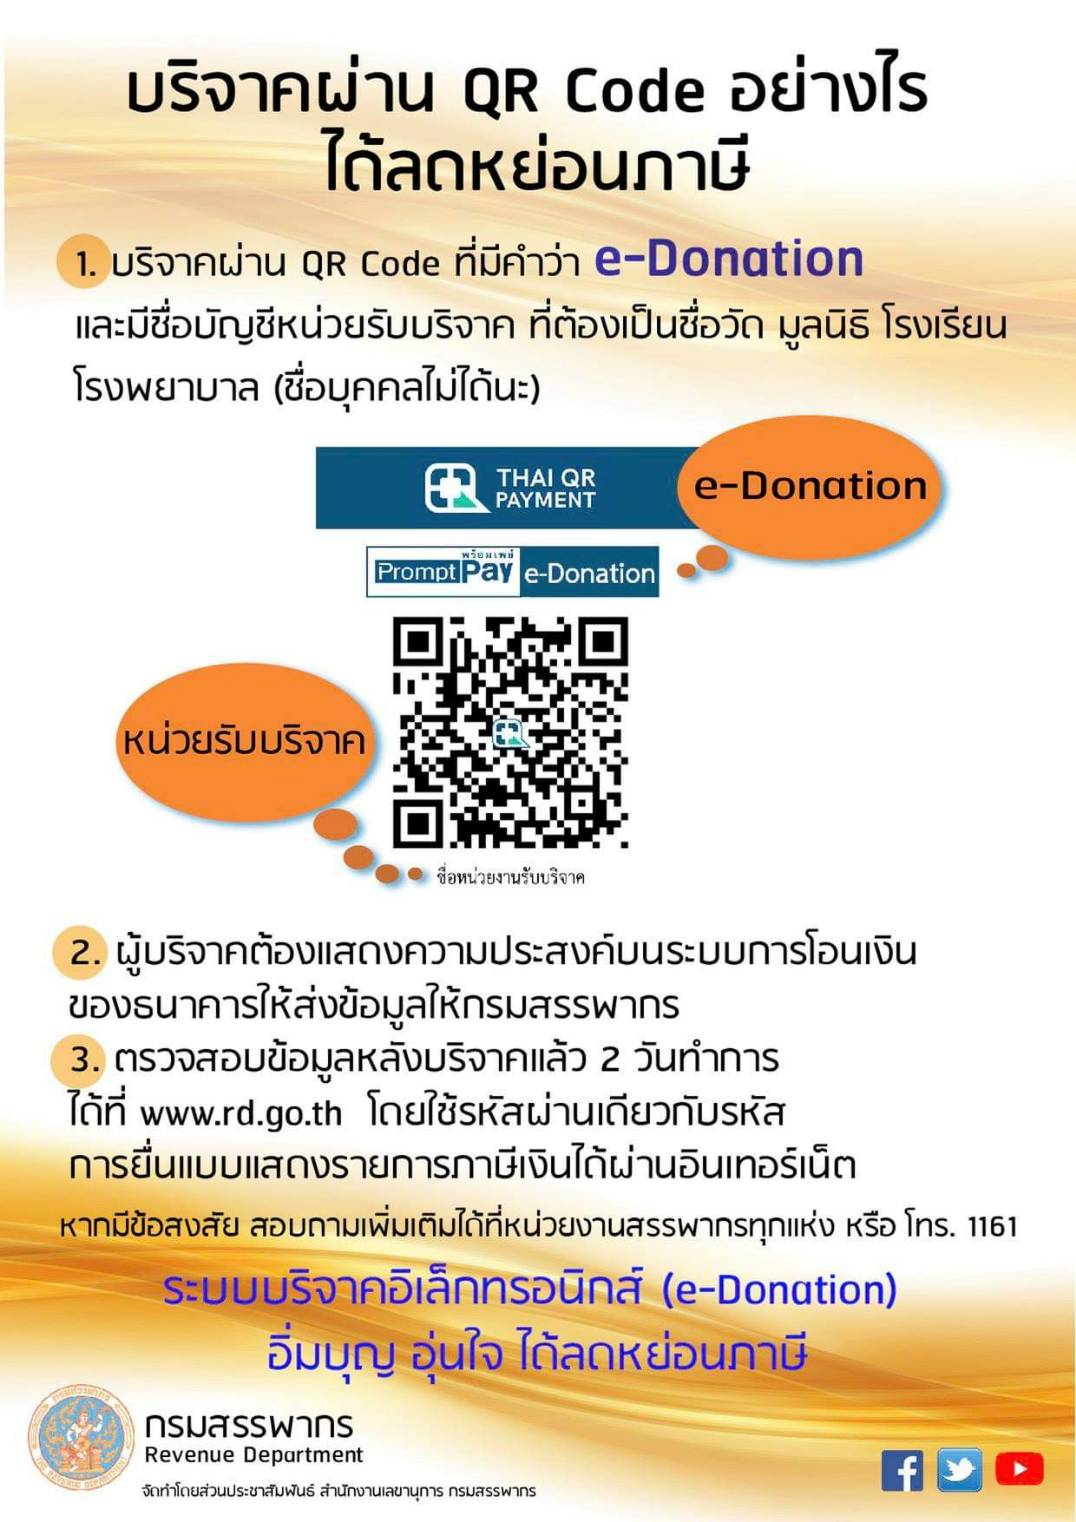 บริจาคผ่าน QR Code อย่างไร
ได้ลดหย่อนภาษี
1. บริจาคผ่าน QR Code ที่มีคำว่า e-Donation
และมีชื่อบัญชีหน่วยรับบริจาค ที่ต้องเป็นชื่อวัด มูลนิธิ โรงเรียน
โรงพยาบาล (ชื่อบุคคลไม่ได้นะ)
THAI QR
PAYMENT
e-Donation
พร้อมเพย์
PromptPay e-Donation
หน่วยรับบริจาค
ชื่อหน่วยงานรับบริจาค
2. ผู้บริจาคต้องแสดงความประสงค์บนระบบการโอนเงิน
ของธนาคารให้ส่งข้อมูลให้กรมสรรพากร
3. ตรวจสอบข้อมูลหลังบริจาคแล้ว 2 วันทำการ
ได้ที่ www.rd.go.th โดยใช้รหัสผ่านเดียวกับรหัส
การยื่นแบบแสดงรายการภาษีเงินได้ผ่านอินเทอร์เน็ต
หากมีข้อสงสัย สอบถามเพิ่มเติมได้ที่หน่วยงานสรรพากรทุกแห่ง หรือ โทร. 1161
ระบบบริจาคอิเล็กทรอนิกส์ (e-Donation)
อิ่มบุญ อุ่นใจ ได้ลดหย่อนภาษี
กรมสรรพากร
THE REVENUE DEPARTMENT
กรมสรรพากร
Revenue Department
จัดทำโดยส่วนประชาสัมพันธ์ สำนักงานเลขานุการ กรมสรรพากร